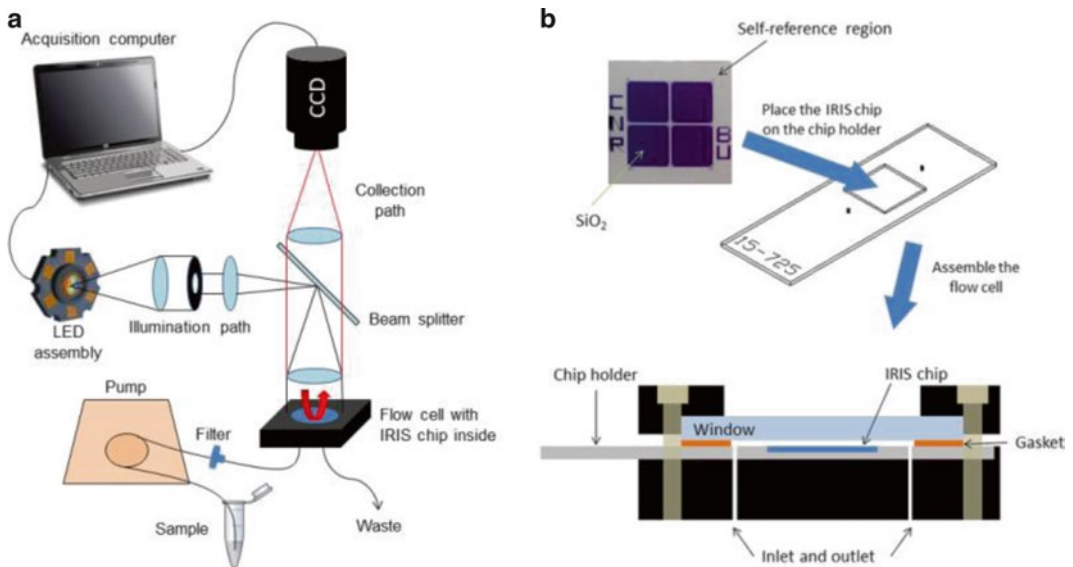 a
Acquisition computer
CCD
Collection
path
LED
assembly
Illumination path
Beam splitter
Pump
Filter
Flow cell with
IRIS chip inside
Sample
Waste
b
Self-reference region
C
N
R
B
U
SiO₂
Place the IRIS chip
on the chip holder
15-725
Assemble the
flow cell
Chip holder
IRIS chip
Window
Gasket
Inlet and outlet